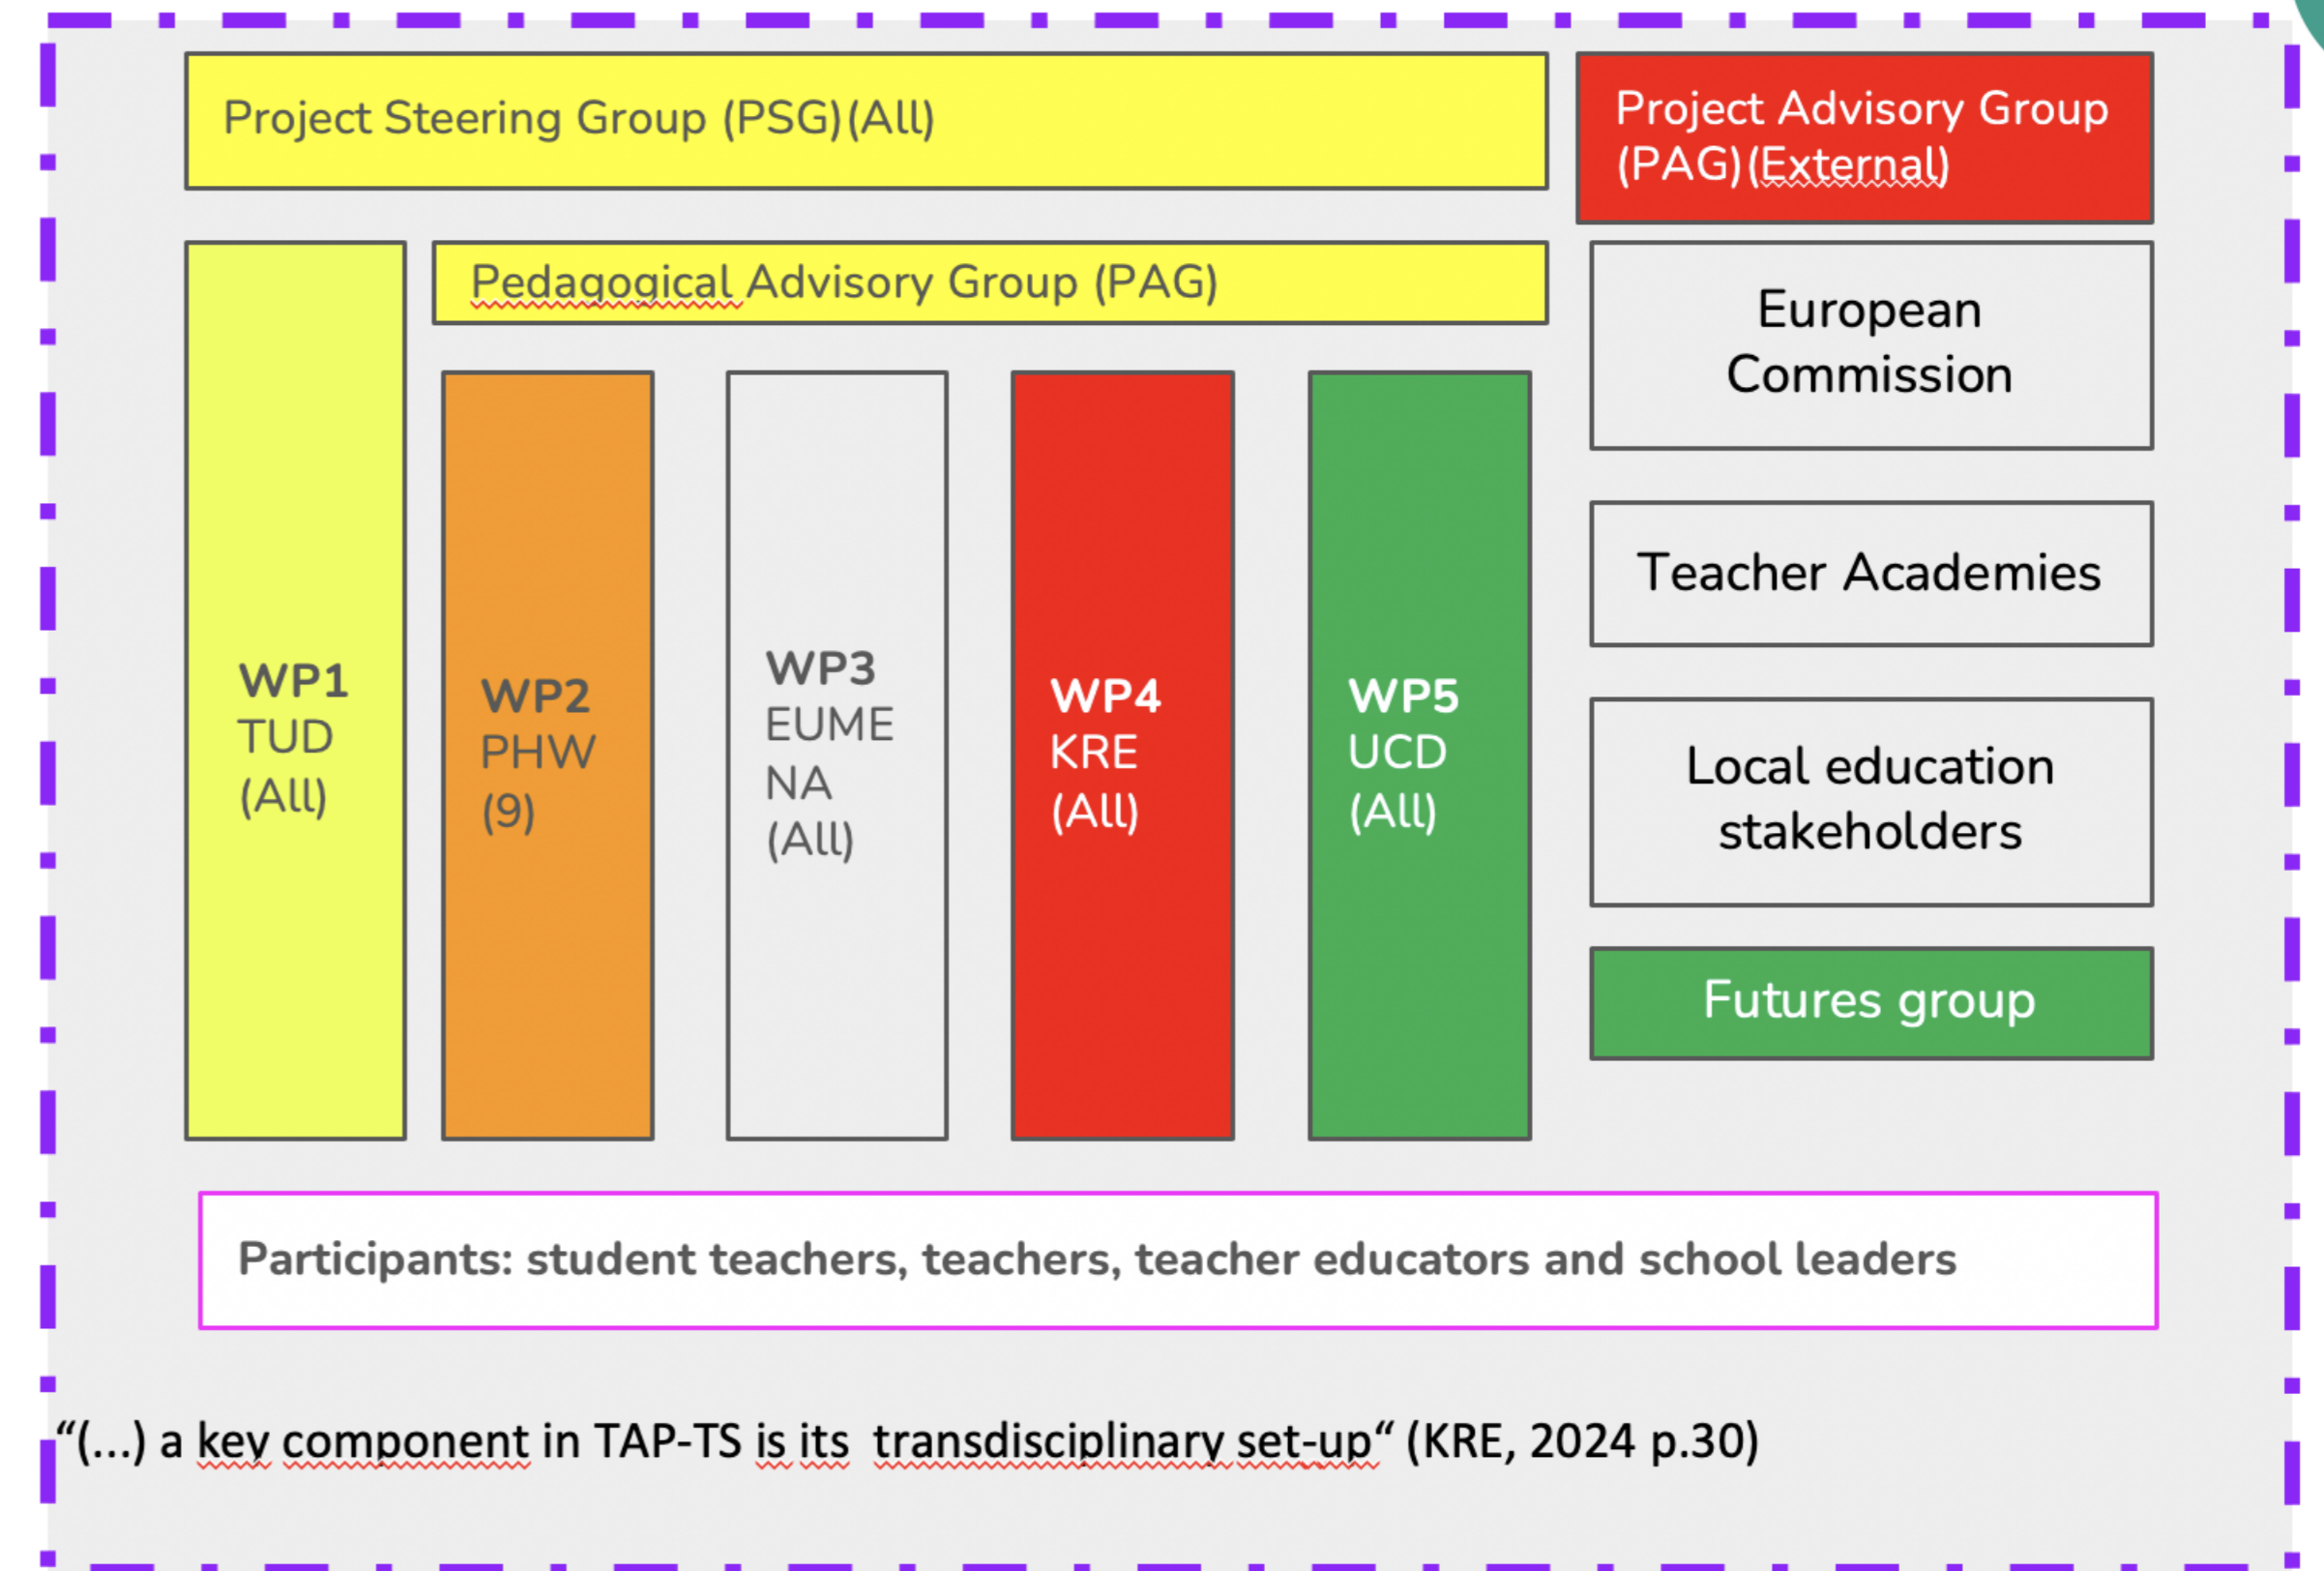 Project Steering Group (PSG)(All)
Project Advisory Group
(PAG)(External)
Pedagogical Advisory Group (PAG)
European
Commission
Teacher Academies
Local education
stakeholders
Futures group
WP1
TUD
(All)
WP2
PHW
(9)
WP3
EUME
NA
(All)
WP4
KRE
(All)
WP5
UCD
(All)
Participants: student teachers, teachers, teacher educators and school leaders
“(...) a key component in TAP-TS is its  transdisciplinary set-up“ (KRE, 2024 p.30)